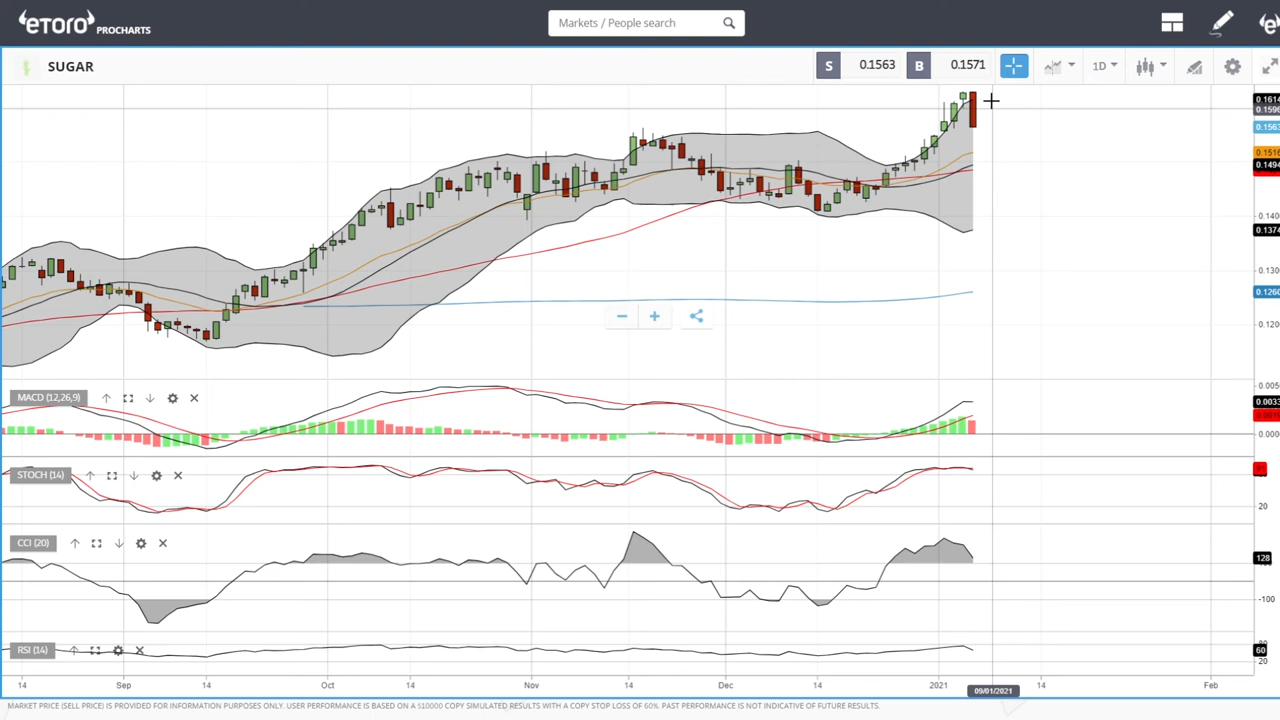 eToro PROCHARTS
Markets / People search
SUGAR
S 0.1563 B 0.1571
1D
0.1614
0.1596
0.1563
0.1516
0.1494
0.1400
0.1374
0.1300
0.1260
0.1200
MACD (12,26,9)
0.0033
0.0000
STOCH (14)
20
CCI (20)
128
-100
RSI (14)
60
20
14 Sep 14 Oct 14 Nov 14 Dec 14 2021 09/01/2021 14 Feb
MARKET PRICE (SELL PRICE) IS PROVIDED FOR INFORMATION PURPOSES ONLY. USER PERFORMANCE IS BASED ON A $10000 COPY SIMULATED RESULTS WITH A COPY STOP LOSS OF 60%. PAST PERFORMANCE IS NOT INDICATIVE OF FUTURE RESULTS.